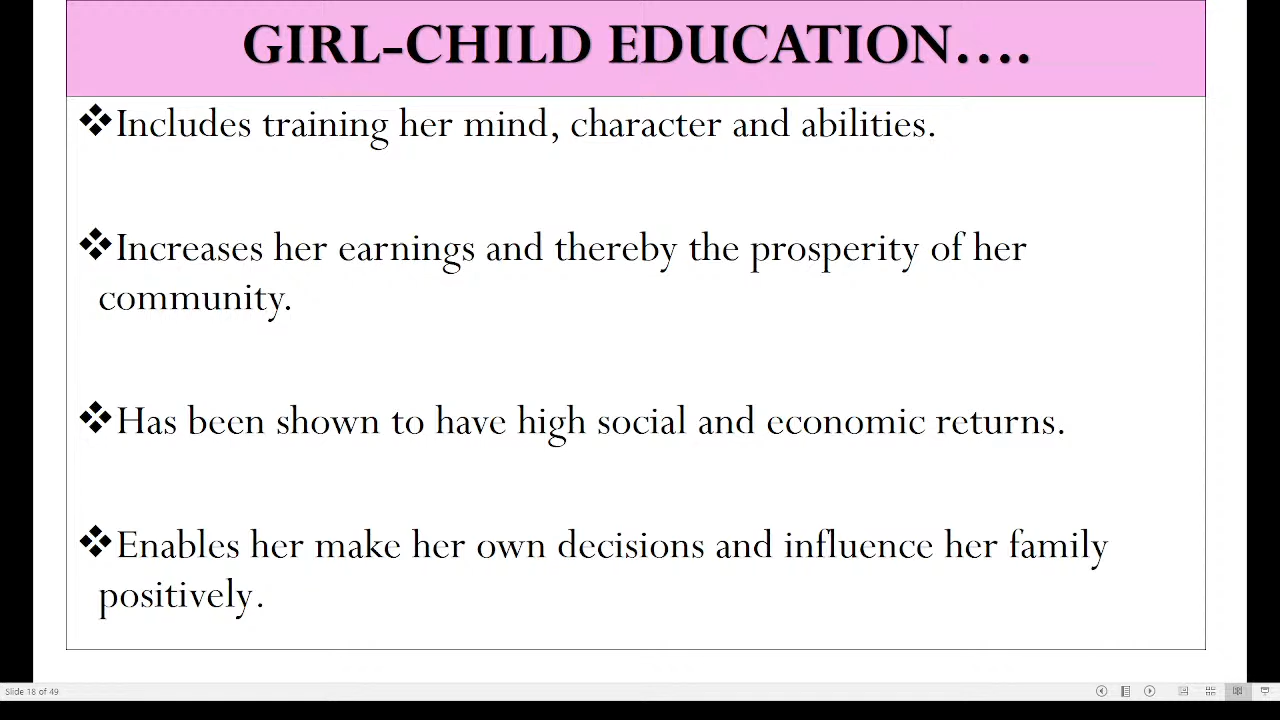 GIRL-CHILD EDUCATION....
❖Includes training her mind, character and abilities.
❖Increases her earnings and thereby the prosperity of her
community.
❖Has been shown to have high social and economic returns.
❖Enables her make her own decisions and influence her family
positively.
Slide 18 of 49